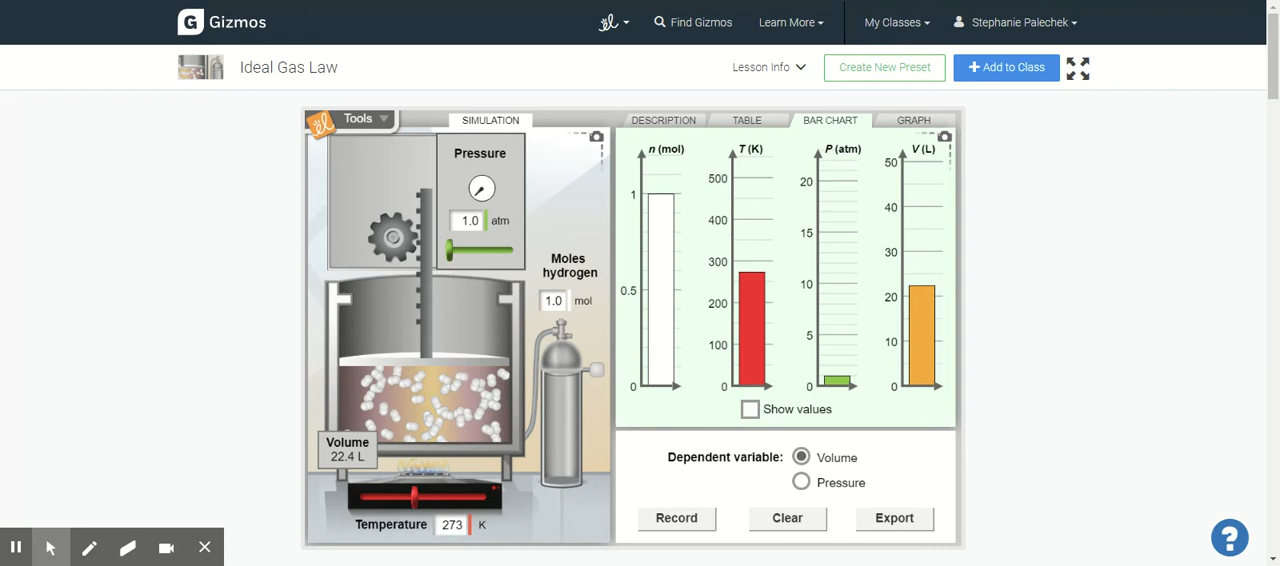 G Gizmos
Find Gizmos
Learn More
My Classes
Stephanie Palechek
Ideal Gas Law
Lesson Info
Create New Preset
+ Add to Class
Tools
SIMULATION
Pressure
1.0 atm
Moles
hydrogen
1.0 mol
Volume
22.4 L
Temperature 273 K
DESCRIPTION
TABLE
BAR CHART
GRAPH
n (mol)
1
0.5
0
T (K)
500
400
300
200
100
0
P (atm)
20
15
10
5
0
V (L)
50
40
30
20
10
0
Show values
Dependent variable: Volume
Pressure
Record
Clear
Export
?